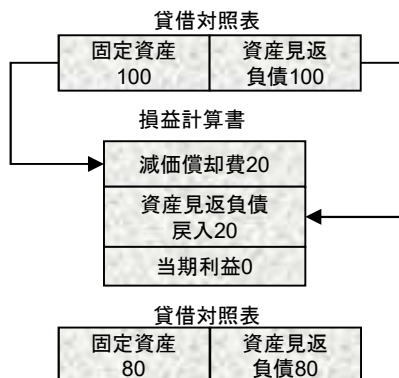 貸借対照表
固定資産
100
資産見返
負債100
損益計算書
減価償却費20
資産見返負債
戻入20
当期利益0
貸借対照表
固定資産
80
資産見返
負債80